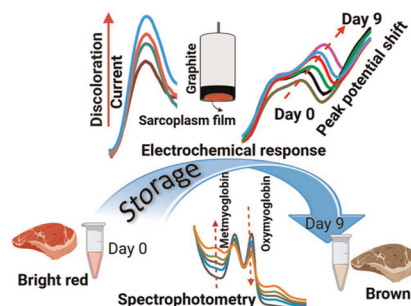 Discoloration
Current
Graphite
Sarcoplasm film
Day 9
Day 0
Peak potential shift
Electrochemical response
Storage
Day 0
Bright red
Metmyoglobin
Oxymyoglobin
Spectrophotometry
Day 9
Brown